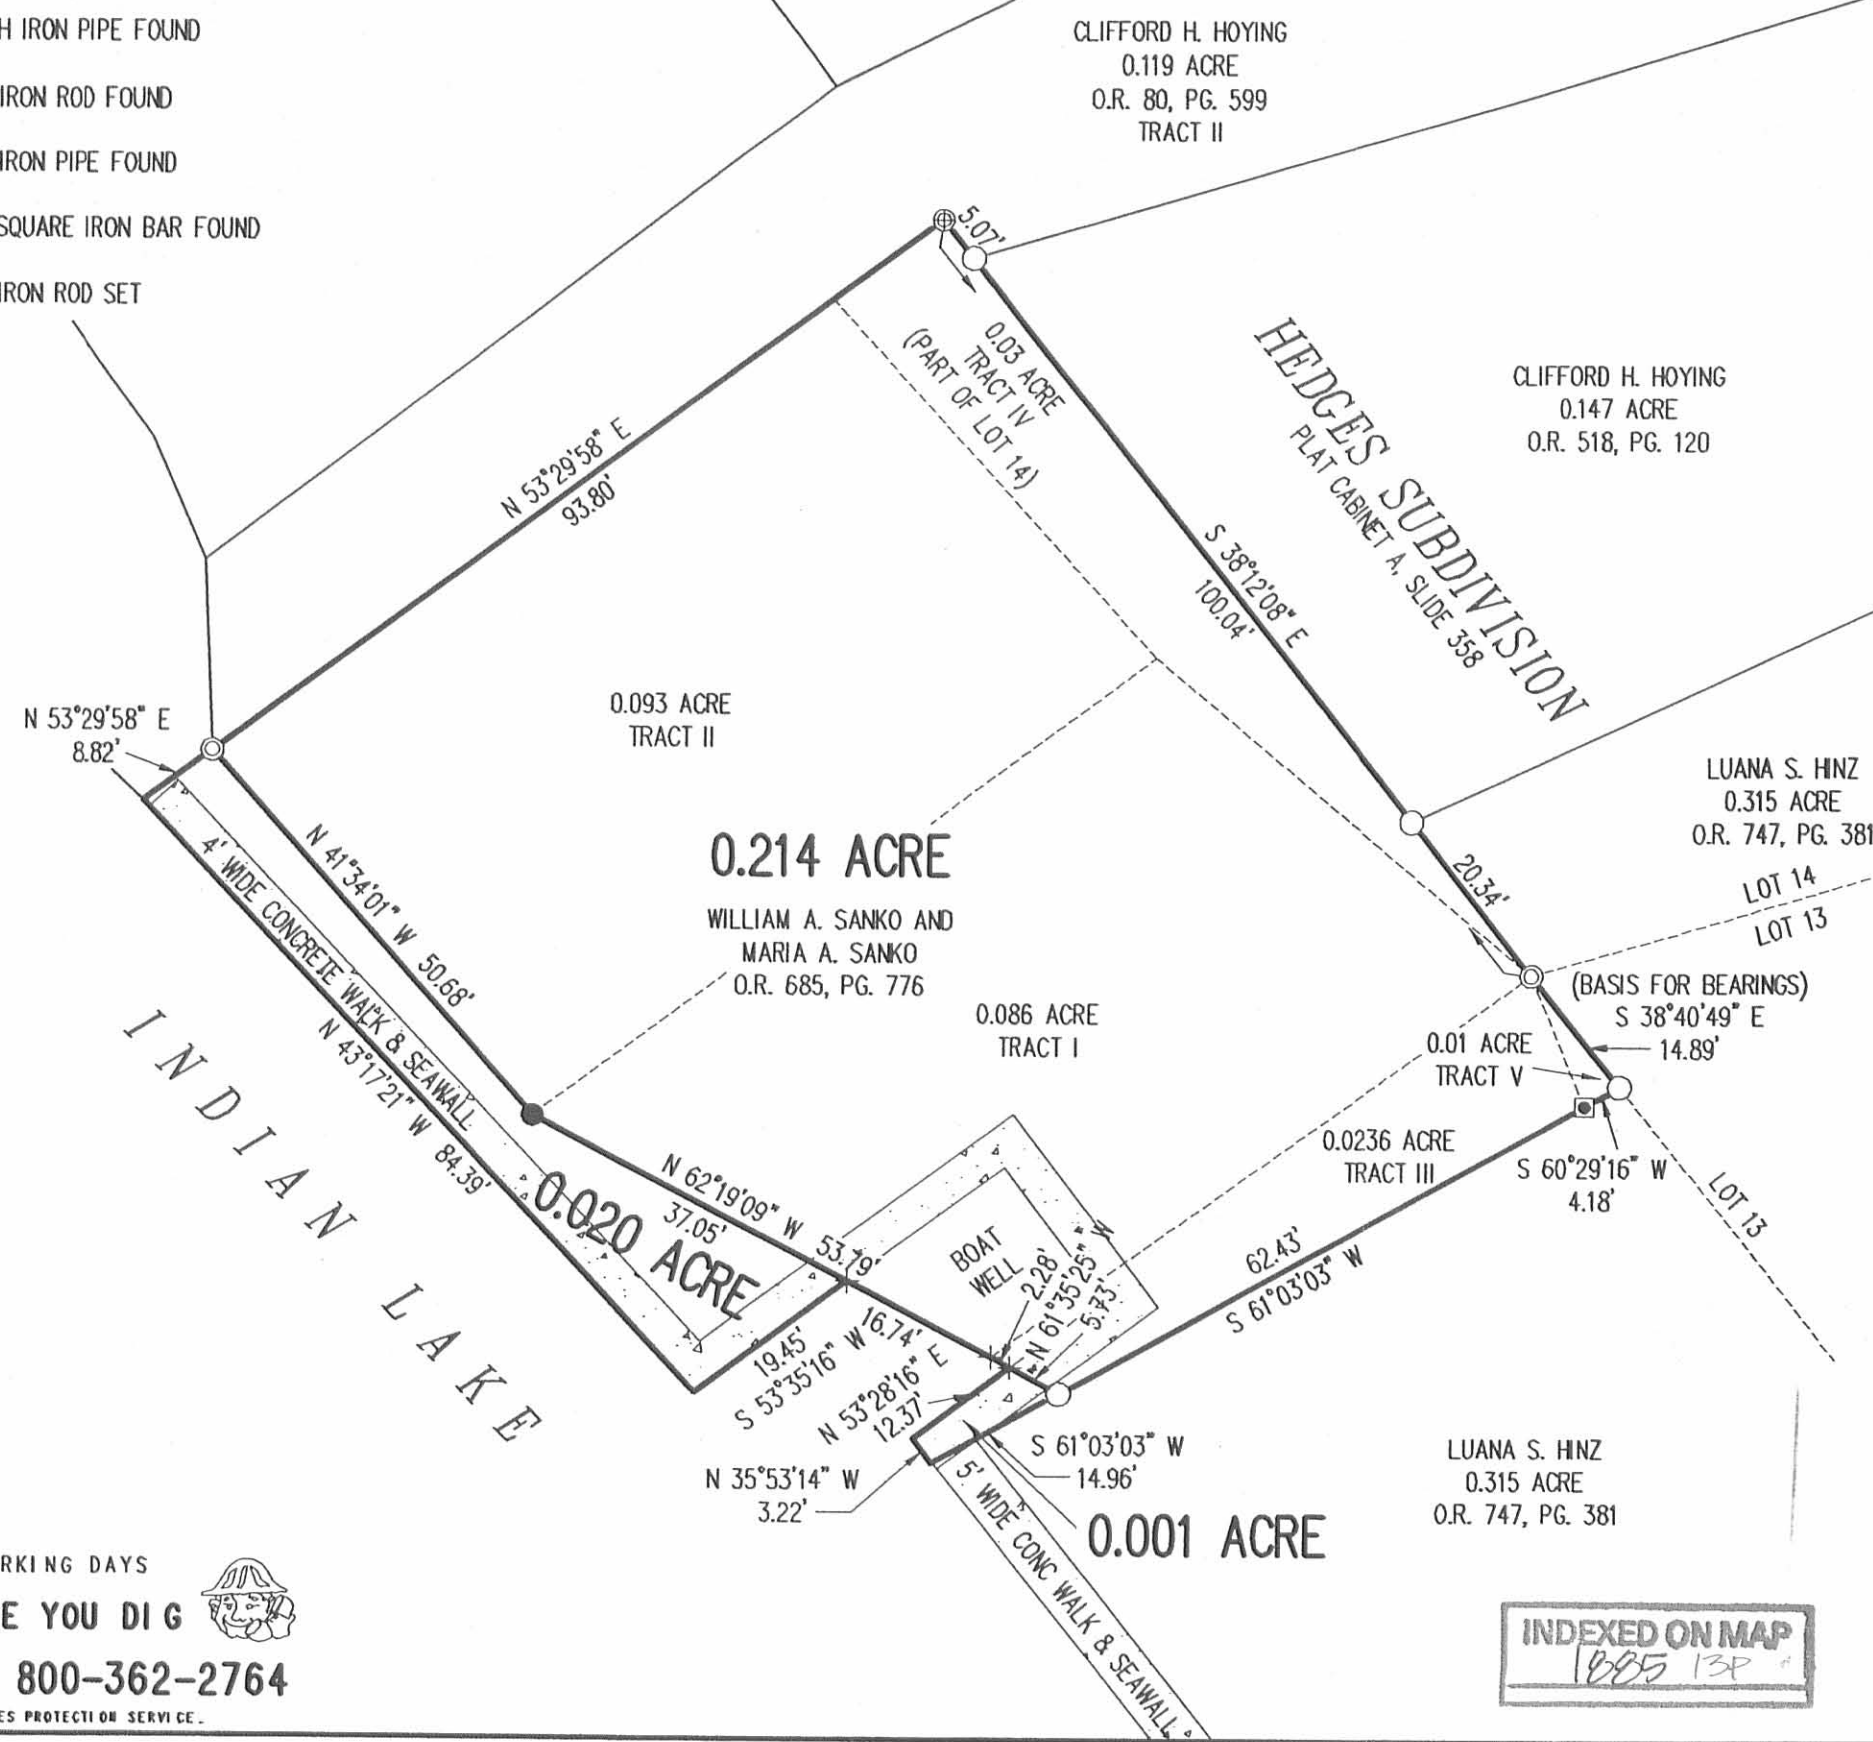 H IRON PIPE FOUND
IRON ROD FOUND
IRON PIPE FOUND
SQUARE IRON BAR FOUND
IRON ROD SET
CLIFFORD H. HOYING
0.119 ACRE
O.R. 80, PG. 599
TRACT II
5.07'
0.03 ACRE
TRACT IV
(PART OF LOT 14)
HEDGES SUBDIVISION
PLAT CABINET A, SLIDE 358
CLIFFORD H. HOYING
0.147 ACRE
O.R. 518, PG. 120
N 53°29'58" E
93.80'
S 38°12'08" E
100.04'
N 53°29'58" E
8.82'
0.093 ACRE
TRACT II
LUANA S. HINZ
0.315 ACRE
O.R. 747, PG. 381
20.34'
LOT 14
LOT 13
0.214 ACRE
WILLIAM A. SANKO AND
MARIA A. SANKO
O.R. 685, PG. 776
N 41°34'01" W 50.68'
4' WIDE CONCRETE WALK & SEAWALL
N 43°17'21" W 84.39'
INDIAN LAKE
0.086 ACRE
TRACT I
(BASIS FOR BEARINGS)
S 38°40'49" E
14.89'
0.01 ACRE
TRACT V
0.0236 ACRE
TRACT III
S 60°29'16" W
4.18'
LOT 13
N 62°19'09" W 53.79'
37.05'
0.020 ACRE
BOAT
WELL
2.28'
N 61°35'25" W
5.73'
62.43'
S 61°03'03" W
16.74'
19.45'
S 53°35'16" W
N 53°28'16" E
12.37'
N 35°53'14" W
3.22'
S 61°03'03" W
14.96'
0.001 ACRE
5' WIDE CONC WALK & SEAWALL
LUANA S. HINZ
0.315 ACRE
O.R. 747, PG. 381
RKING DAYS
E YOU DIG
800-362-2764
ES PROTECTION SERVICE.
INDEXED ON MAP
1885 13P